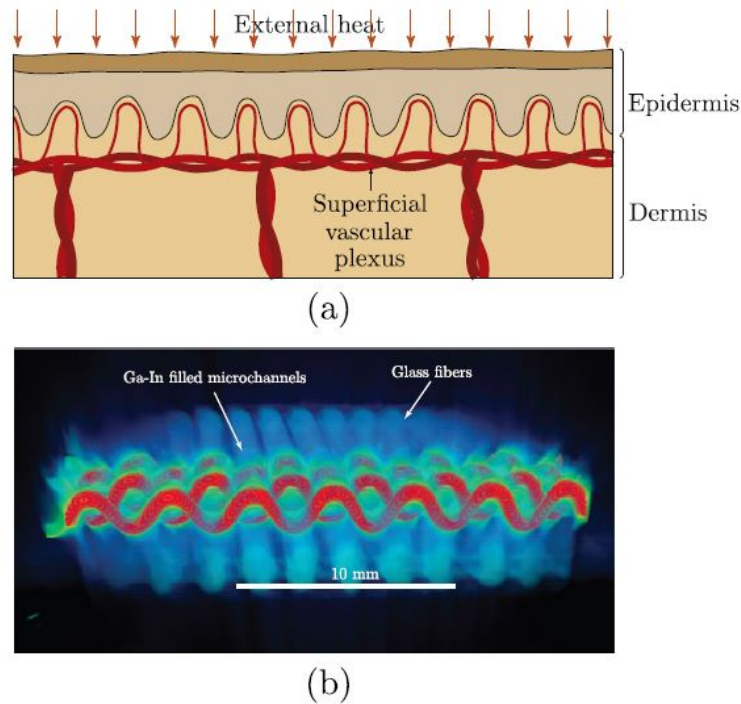 External heat
Epidermis
Superficial
vascular
plexus
Dermis
(a)
Ga-In filled microchannels
Glass fibers
10 mm
(b)